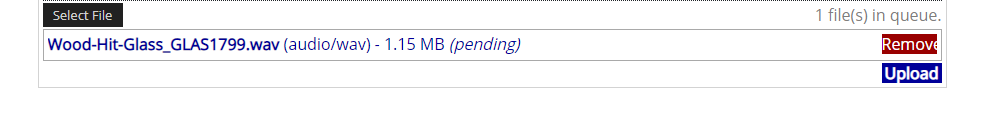 Select File
1 file(s) in queue.
Wood-Hit-Glass_GLAS1799.wav (audio/wav) - 1.15 MB (pending)
Remove
Upload